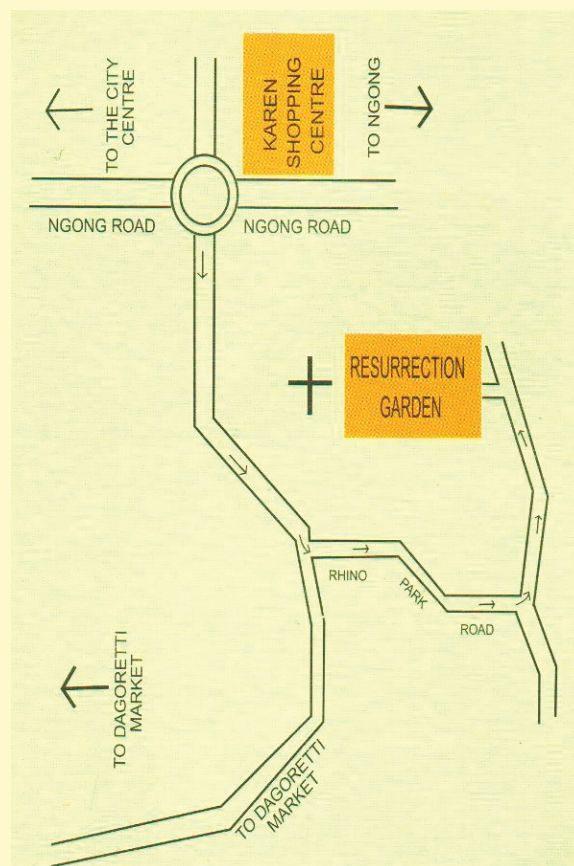 TO THE CITY
CENTRE
KAREN
SHOPPING
CENTRE
TO NGONG
NGONG ROAD
NGONG ROAD
RESURRECTION
GARDEN
RHINO
PARK
ROAD
TO DAGORETTI
MARKET
TO DAGORETTI
MARKET